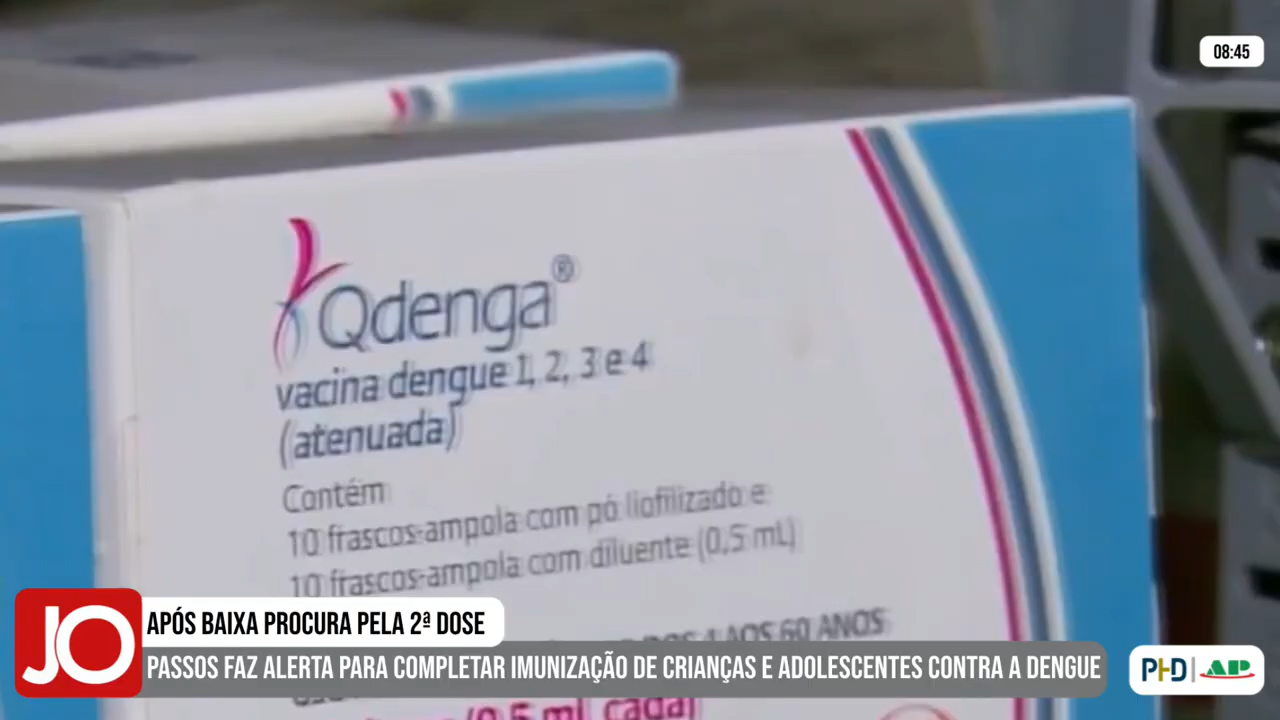 08:45
Qdenga®
vacina dengue 1, 2, 3 e 4
(atenuada)
Contém
10 frascos-ampola com pó liofilizado e
10 frascos-ampola com diluente (0,5 mL)
4 AOS 60 ANOS
(0,5 mL cada)
JO
APÓS BAIXA PROCURA PELA 2ª DOSE
PASSOS FAZ ALERTA PARA COMPLETAR IMUNIZAÇÃO DE CRIANÇAS E ADOLESCENTES CONTRA A DENGUE
PHD | AP